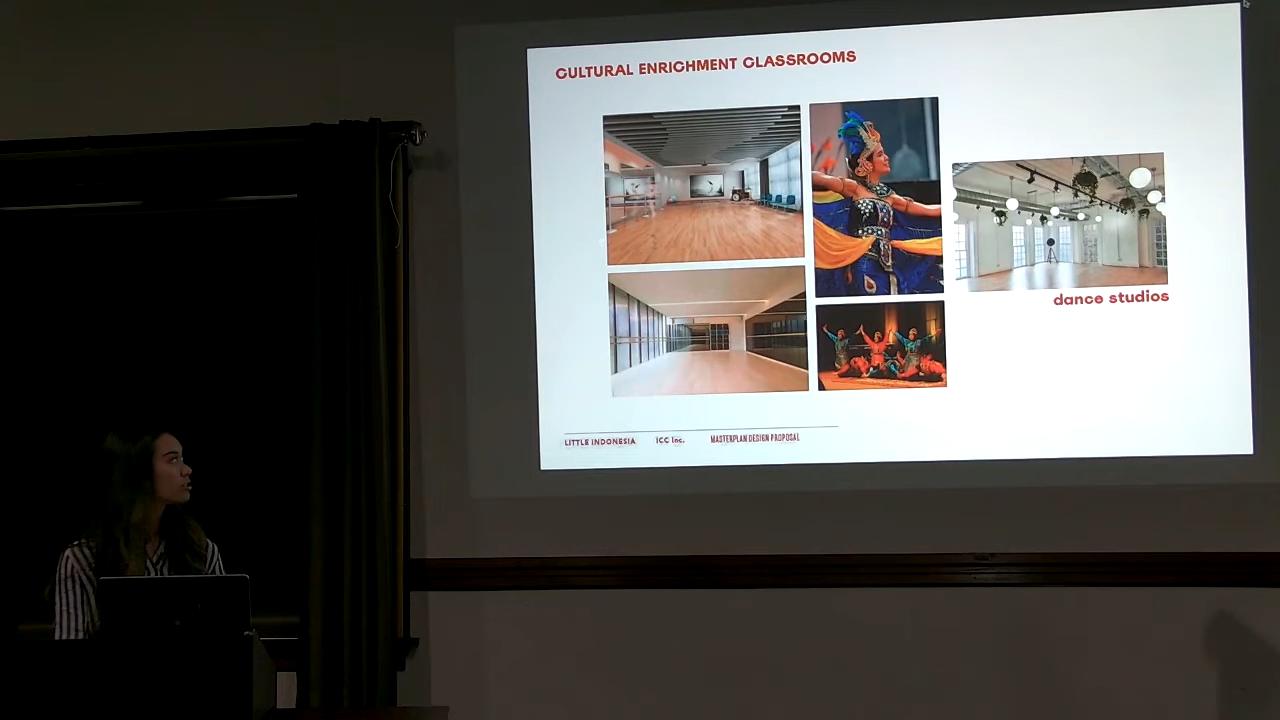 CULTURAL ENRICHMENT CLASSROOMS
dance studios
LITTLE INDONESIA ICC Inc. MASTERPLAN DESIGN PROPOSAL